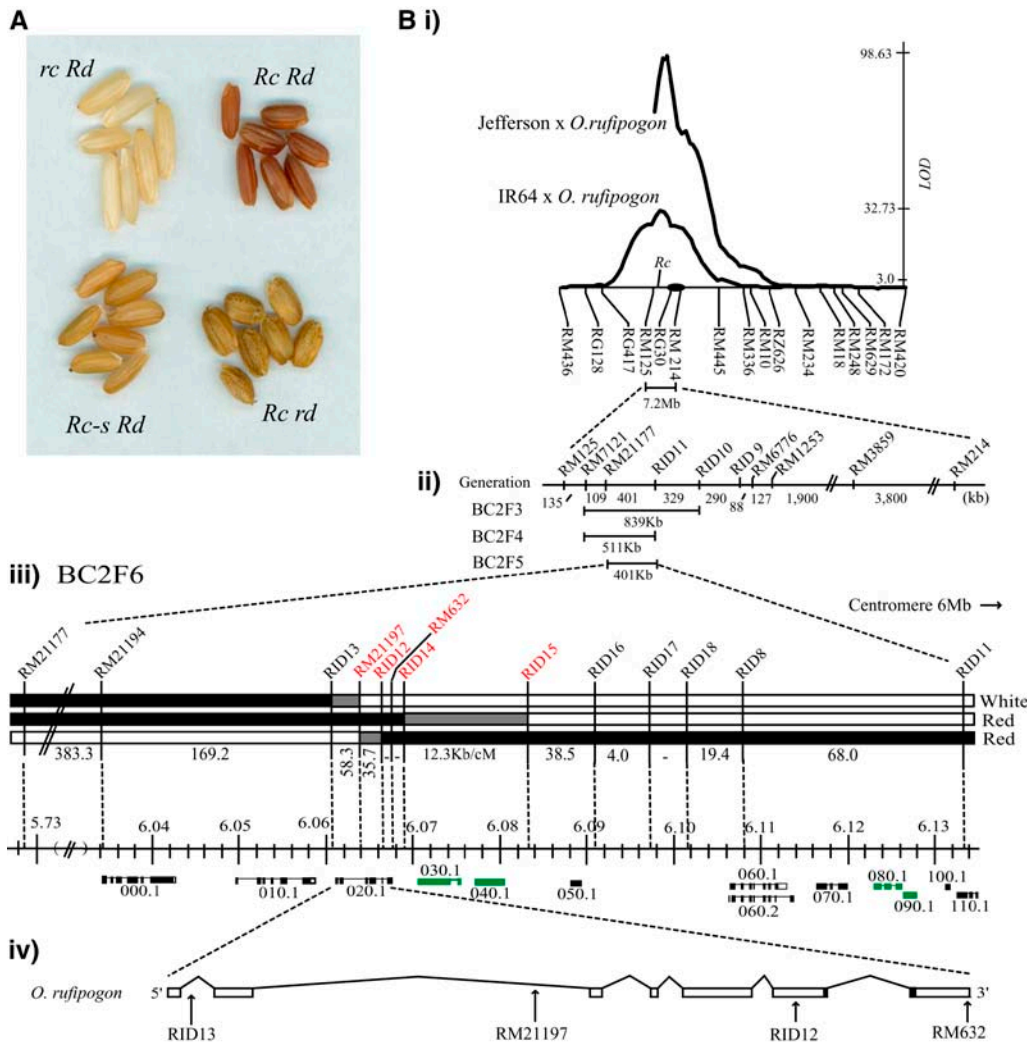 A
rc Rd
Rc Rd
Rc-s Rd
Rc rd
B i)
98.63
Jefferson x O.rufipogon
LOD
IR64 x O. rufipogon
32.73
Rc
3.0
RM436
RG128
RG417
RM125
RG30
RM 214
RM445
RM336
RM10
RZ626
RM234
RM18
RM248
RM629
RM172
RM420
7.2Mb
RM125
RM7121
RM21177
RID11
RID10
RID 9
RM6776
RM1253
RM3859
RM214
ii)
Generation
135
109
401
329
290
88
127
1,900
3,800
(kb)
BC2F3
839Kb
BC2F4
511Kb
BC2F5
401Kb
iii) BC2F6
Centromere 6Mb
RM21177
RM21194
RID13
RM21197
RID12
RM632
RID14
RID15
RID16
RID17
RID18
RID8
RID11
White
Red
Red
383.3
169.2
58.3
35.7
-
-
12.3Kb/cM
38.5
4.0
-
19.4
68.0
5.73
6.04
6.05
6.06
6.07
6.08
6.09
6.10
6.11
6.12
6.13
000.1
010.1
020.1
030.1
040.1
050.1
060.1
060.2
070.1
080.1
090.1
100.1
110.1
iv)
O. rufipogon
5'
3'
RID13
RM21197
RID12
RM632